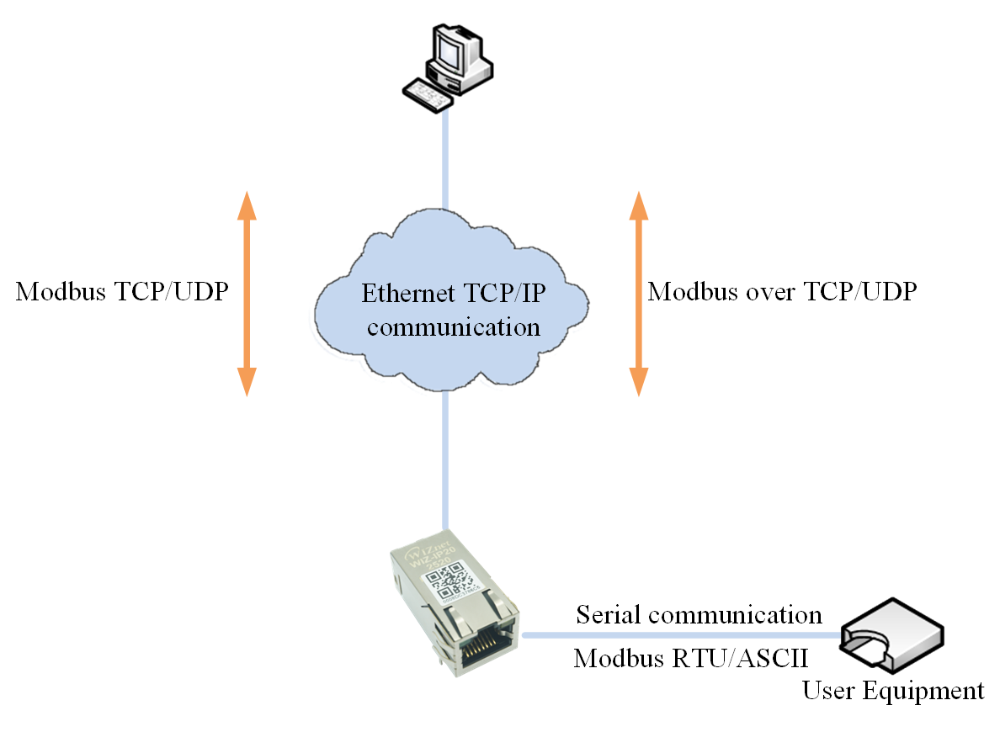 Modbus TCP/UDP
Ethernet TCP/IP
communication
Modbus over TCP/UDP
WIZnet
WIZ-IP20
2520
Serial communication
Modbus RTU/ASCII
User Equipment